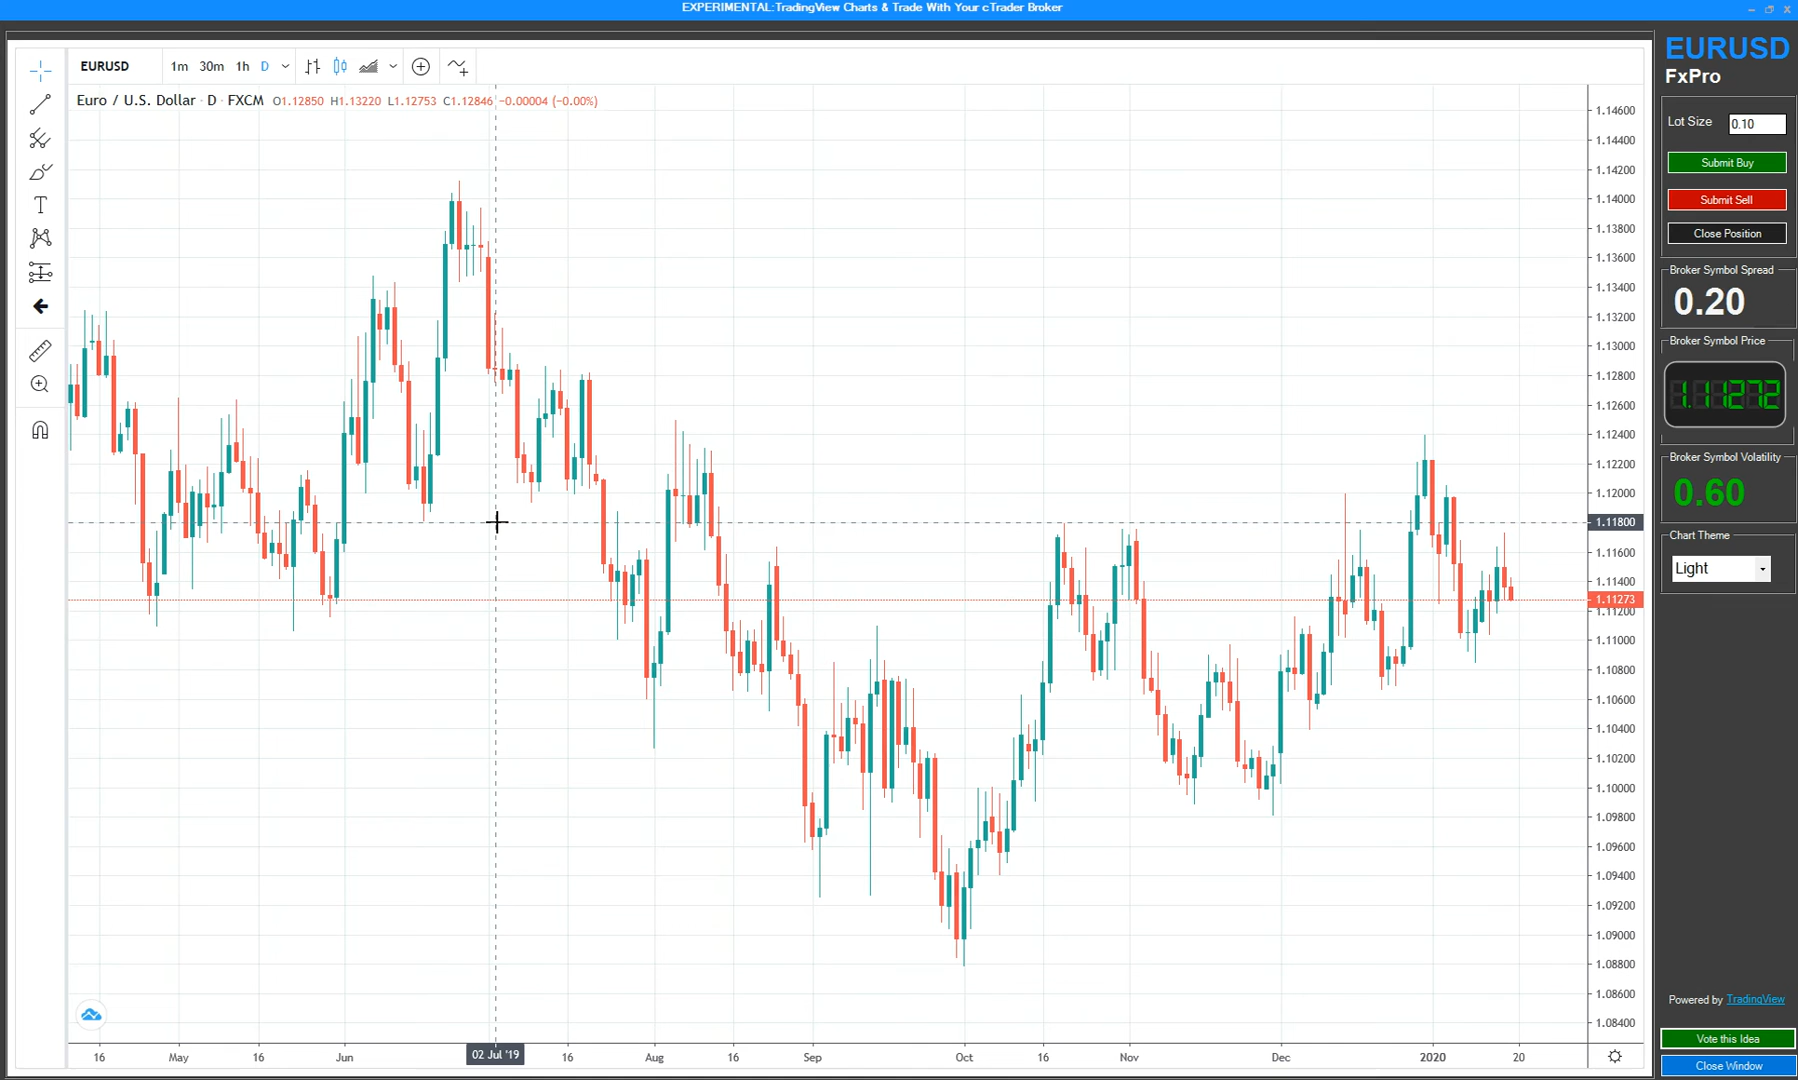 EXPERIMENTAL:TradingView Charts & Trade With Your cTrader Broker
EURUSD 1m 30m 1h D
Euro / U.S. Dollar · D · FXCM O1.12850 H1.13220 L1.12753 C1.12846 -0.00004 (-0.00%)
T
1.14600
1.14400
1.14200
1.14000
1.13800
1.13600
1.13400
1.13200
1.13000
1.12800
1.12600
1.12400
1.12200
1.12000
1.11800
1.11600
1.11400
1.11273
1.11200
1.11000
1.10800
1.10600
1.10400
1.10200
1.10000
1.09800
1.09600
1.09400
1.09200
1.09000
1.08800
1.08600
1.08400
16 May 16 Jun 02 Jul '19 16 Aug 16 Sep Oct 16 Nov Dec 2020 20
EURUSD
FxPro
Lot Size 0.10
Submit Buy
Submit Sell
Close Position
Broker Symbol Spread
0.20
Broker Symbol Price
1.11272
Broker Symbol Volatility
0.60
Chart Theme
Light
Powered by TradingView
Vote this Idea
Close Window